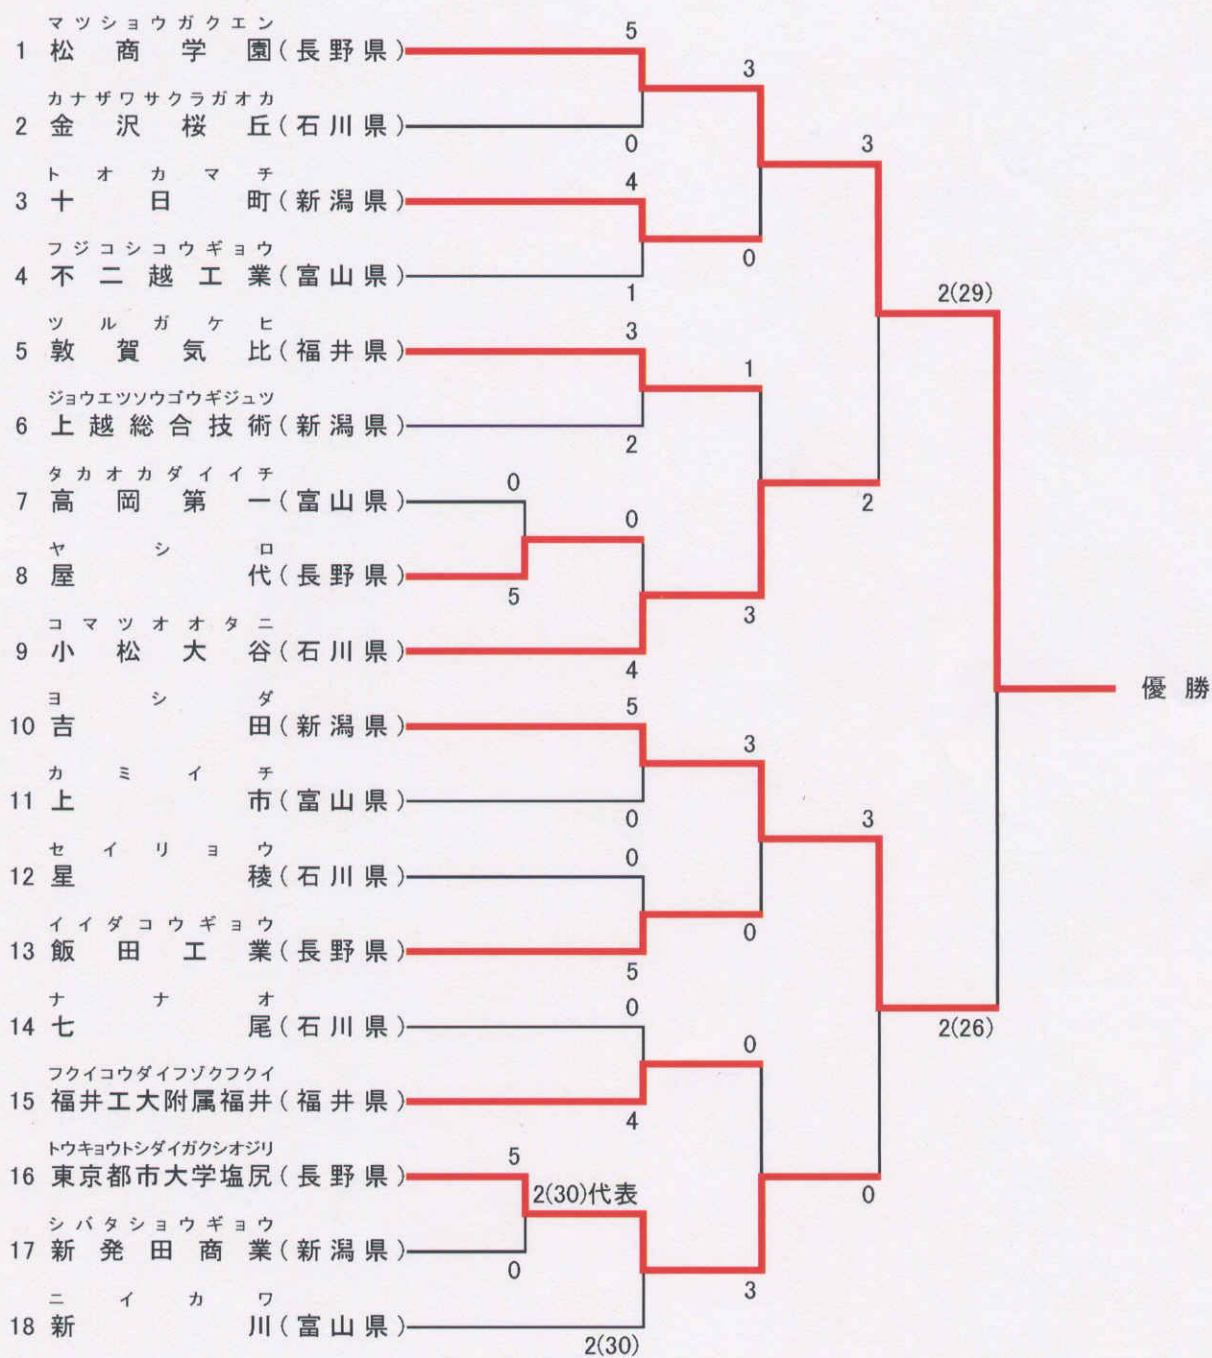 マツショウガクエン
1 松商学園(長野県)
5
3
カナザワサクラガオカ
2 金沢桜丘(石川県)
0
3
トオカマチ
4
3 十日町(新潟県)
フジコシコウギョウ
0
4 不二越工業(富山県)
1
2(29)
ツルガケヒ
3
5 敦賀気比(福井県)
1
ジョウエツソウゴウギジュツ
6 上越総合技術(新潟県)
2
タカオカダイイチ
0
7 高岡第一(富山県)
2
0
ヤシロ
8 屋代(長野県)
5
3
コマツオオタニ
9 小松大谷(石川県)
4
優勝
ヨシダ
5
10 吉田(新潟県)
3
カミイチ
11 上市(富山県)
0
3
セイリョウ
0
12 星稜(石川県)
イイダコウギョウ
0
13 飯田工業(長野県)
5
ナナオ
0
14 七尾(石川県)
2(26)
0
フクイコウダイフゾクフクイ
15 福井工大附属福井(福井県)
4
トウキョウトシダイガクシオジリ
5
16 東京都市大学塩尻(長野県)
2(30)代表
0
シバタショウギョウ
17 新発田商業(新潟県)
0
3
ニイカワ
18 新川(富山県)
2(30)